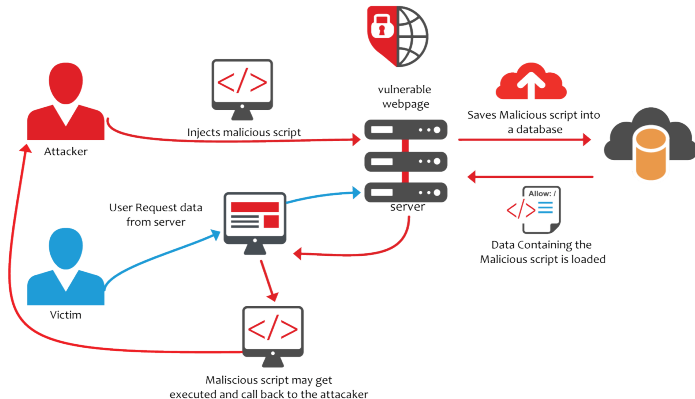 vulnerable
webpage
</>
Injects malicious script
Attacker
Saves Malicious script into
a database
server
User Request data
from server
Allow: /
</>
Data Containing the
Malicious script is loaded
Victim
</>
Maliscious script may get
executed and call back to the attacaker